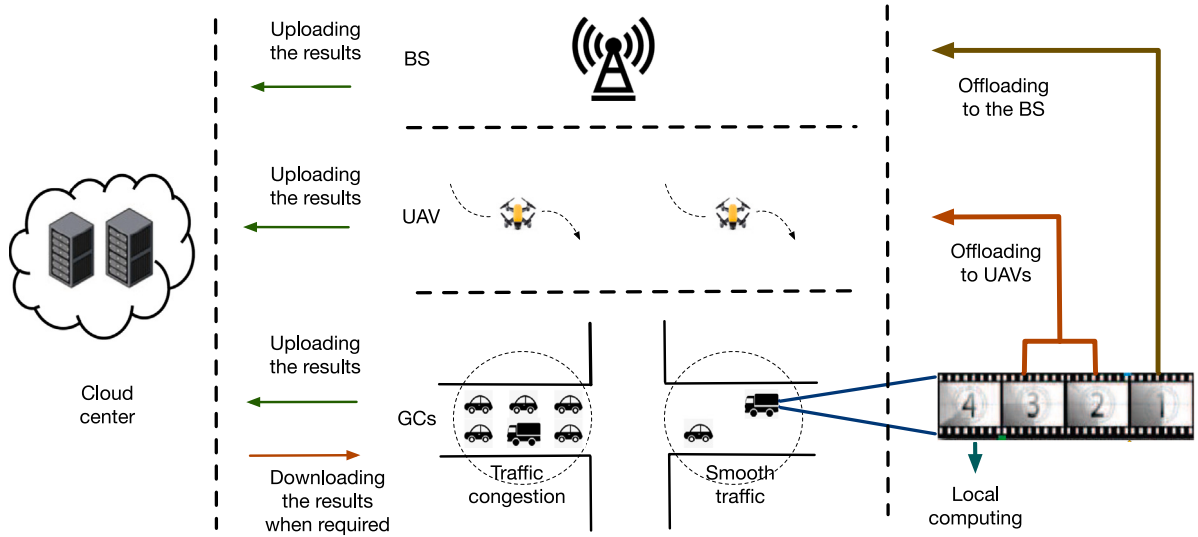 Uploading
the results
BS
Offloading
to the BS
Uploading
the results
UAV
Offloading
to UAVs
Uploading
the results
Cloud
center
GCs
4 3 2 1
Downloading
the results
when required
Traffic
congestion
Smooth
traffic
Local
computing